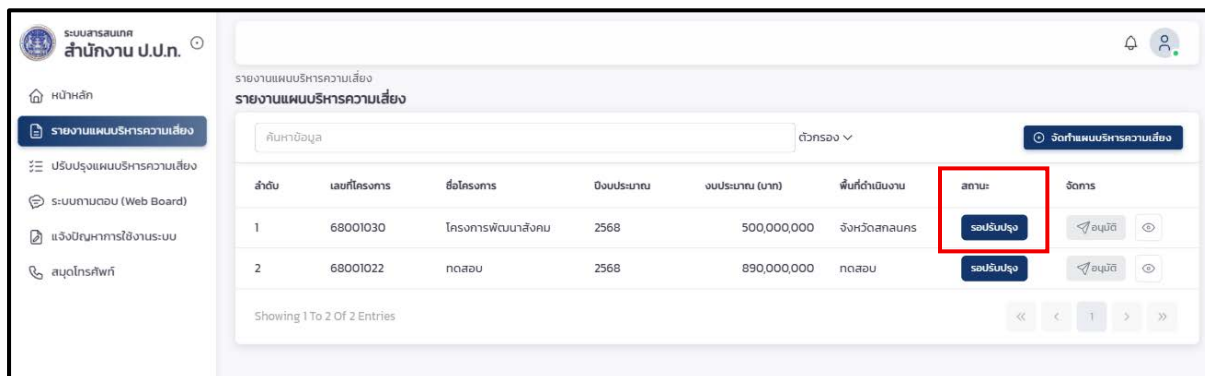 ระบบสารสนเทศ
สำนักงาน ป.ป.ท.
หน้าหลัก
รายงานแผนบริหารความเสี่ยง
ปรับปรุงแผนบริหารความเสี่ยง
ระบบถามตอบ (Web Board)
แจ้งปัญหาการใช้งานระบบ
สมุดโทรศัพท์
รายงานแผนบริหารความเสี่ยง
รายงานแผนบริหารความเสี่ยง
ค้นหาข้อมูล ตัวกรอง จัดทำแผนบริหารความเสี่ยง
ลำดับ เลขที่โครงการ ชื่อโครงการ ปีงบประมาณ งบประมาณ (บาท) พื้นที่ดำเนินงาน สถานะ จัดการ
1 68001030 โครงการพัฒนาสังคม 2568 500,000,000 จังหวัดสกลนคร รอปรับปรุง อนุมัติ
2 68001022 ทดสอบ 2568 890,000,000 ทดสอบ รอปรับปรุง อนุมัติ
Showing 1 To 2 Of 2 Entries « < 1 > »